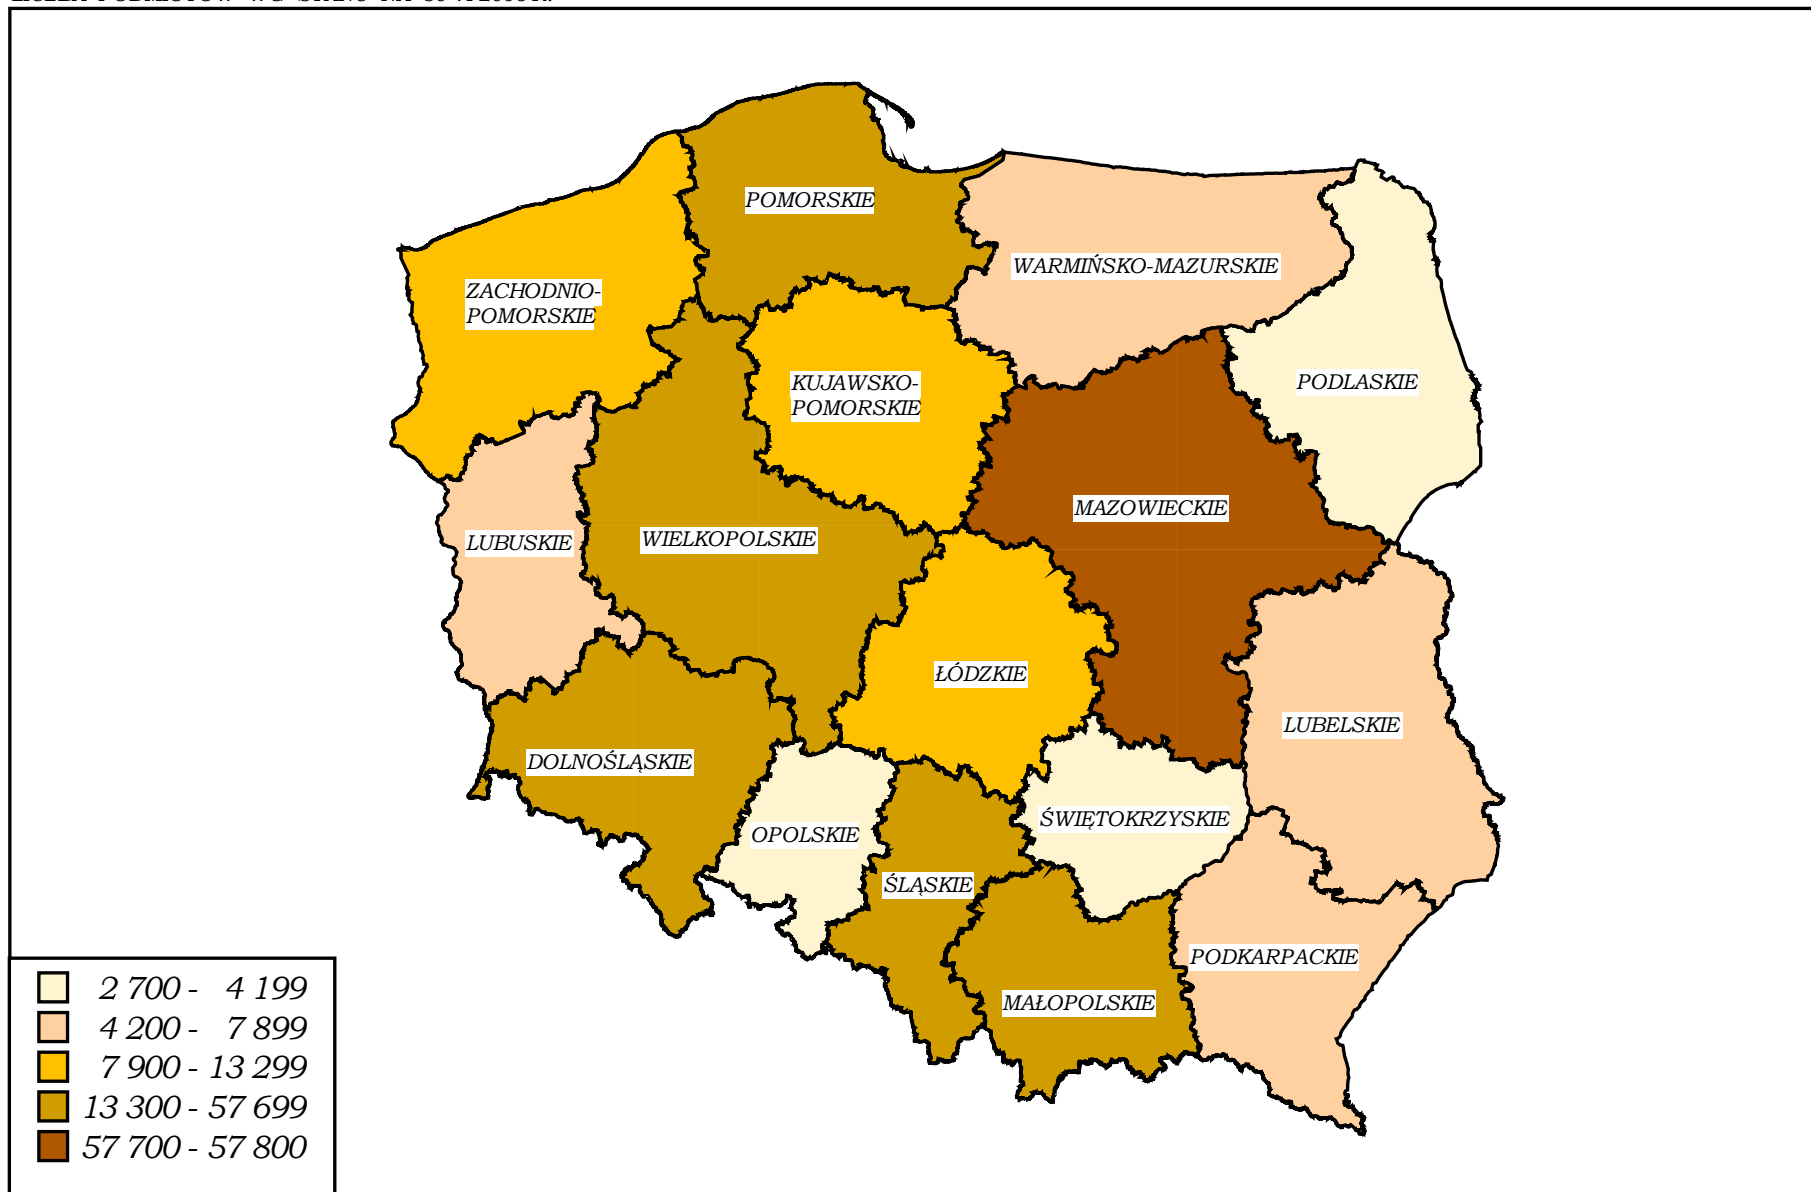 POMORSKIE
WARMIŃSKO-MAZURSKIE
ZACHODNIO-
POMORSKIE
KUJAWSKO-
POMORSKIE
PODLASKIE
MAZOWIECKIE
LUBUSKIE
WIELKOPOLSKIE
ŁÓDZKIE
LUBELSKIE
DOLNOŚLĄSKIE
ŚWIĘTOKRZYSKIE
OPOLSKIE
ŚLĄSKIE
PODKARPACKIE
MAŁOPOLSKIE
2 700 - 4 199
4 200 - 7 899
7 900 - 13 299
13 300 - 57 699
57 700 - 57 800